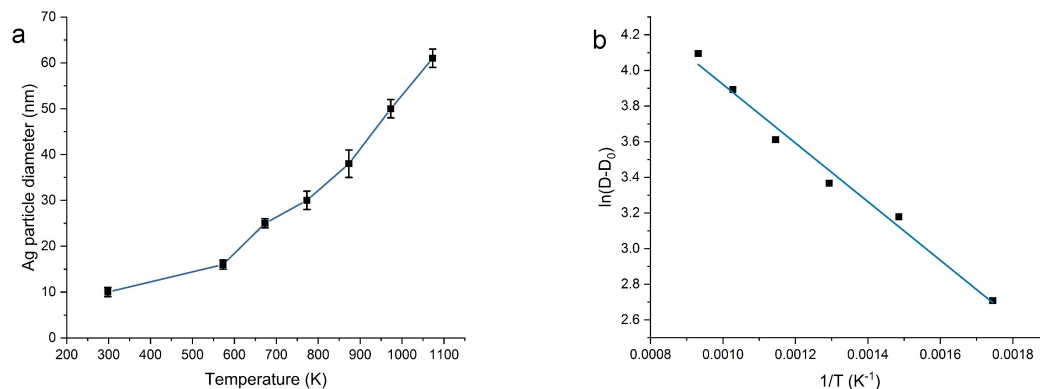 a
70
60
50
40
30
20
10
0
Ag particle diameter (nm)
200 300 400 500 600 700 800 900 1000 1100
Temperature (K)
b
4.2
4.0
3.8
3.6
3.4
3.2
3.0
2.8
2.6
ln(D-D₀)
0.0008 0.0010 0.0012 0.0014 0.0016 0.0018
1/T (K⁻¹)